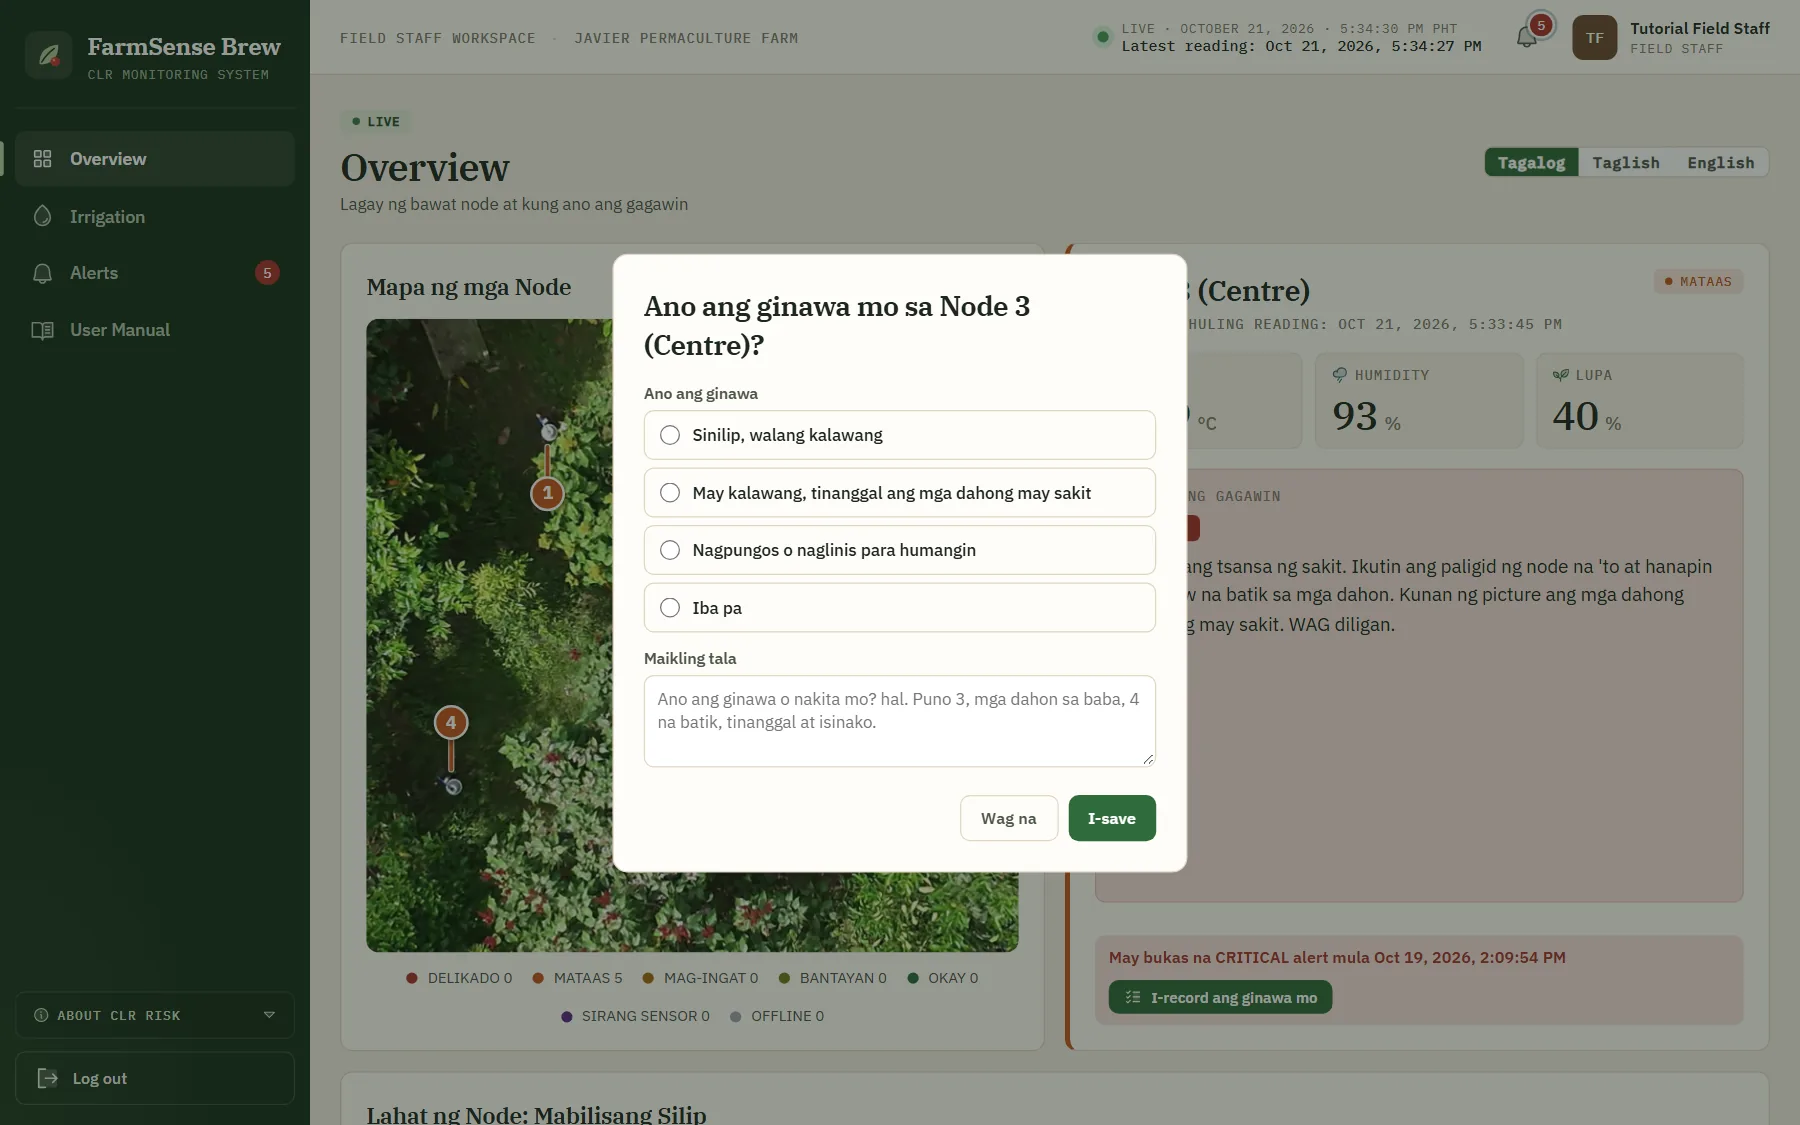 FarmSense Brew
CLR MONITORING SYSTEM
Overview
Irrigation
Alerts
5
User Manual
ABOUT CLR RISK
Log out
FIELD STAFF WORKSPACE · JAVIER PERMACULTURE FARM
LIVE · OCTOBER 21, 2026 · 5:34:30 PM PHT
Latest reading: Oct 21, 2026, 5:34:27 PM
5
TF
Tutorial Field Staff
FIELD STAFF
LIVE
Overview
Lagay ng bawat node at kung ano ang gagawin
Tagalog
Taglish
English
Mapa ng mga Node
1
4
DELIKADO 0
MATAAS 5
MAG-INGAT 0
BANTAYAN 0
OKAY 0
SIRANG SENSOR 0
OFFLINE 0
(Centre)
MATAAS
HULING READING: OCT 21, 2026, 5:33:45 PM
°C
HUMIDITY
93 %
LUPA
40 %
NG GAGAWIN
ang tsansa ng sakit. Ikutin ang paligid ng node na 'to at hanapin
na batik sa mga dahon. Kunan ng picture ang mga dahong
may sakit. WAG diligan.
May bukas na CRITICAL alert mula Oct 19, 2026, 2:09:54 PM
I-record ang ginawa mo
Lahat ng Node: Mabilisang Silip
Ano ang ginawa mo sa Node 3
(Centre)?
Ano ang ginawa
Sinilip, walang kalawang
May kalawang, tinanggal ang mga dahong may sakit
Nagpungos o naglinis para humangin
Iba pa
Maikling tala
Ano ang ginawa o nakita mo? hal. Puno 3, mga dahon sa baba, 4
na batik, tinanggal at isinako.
Wag na
I-save